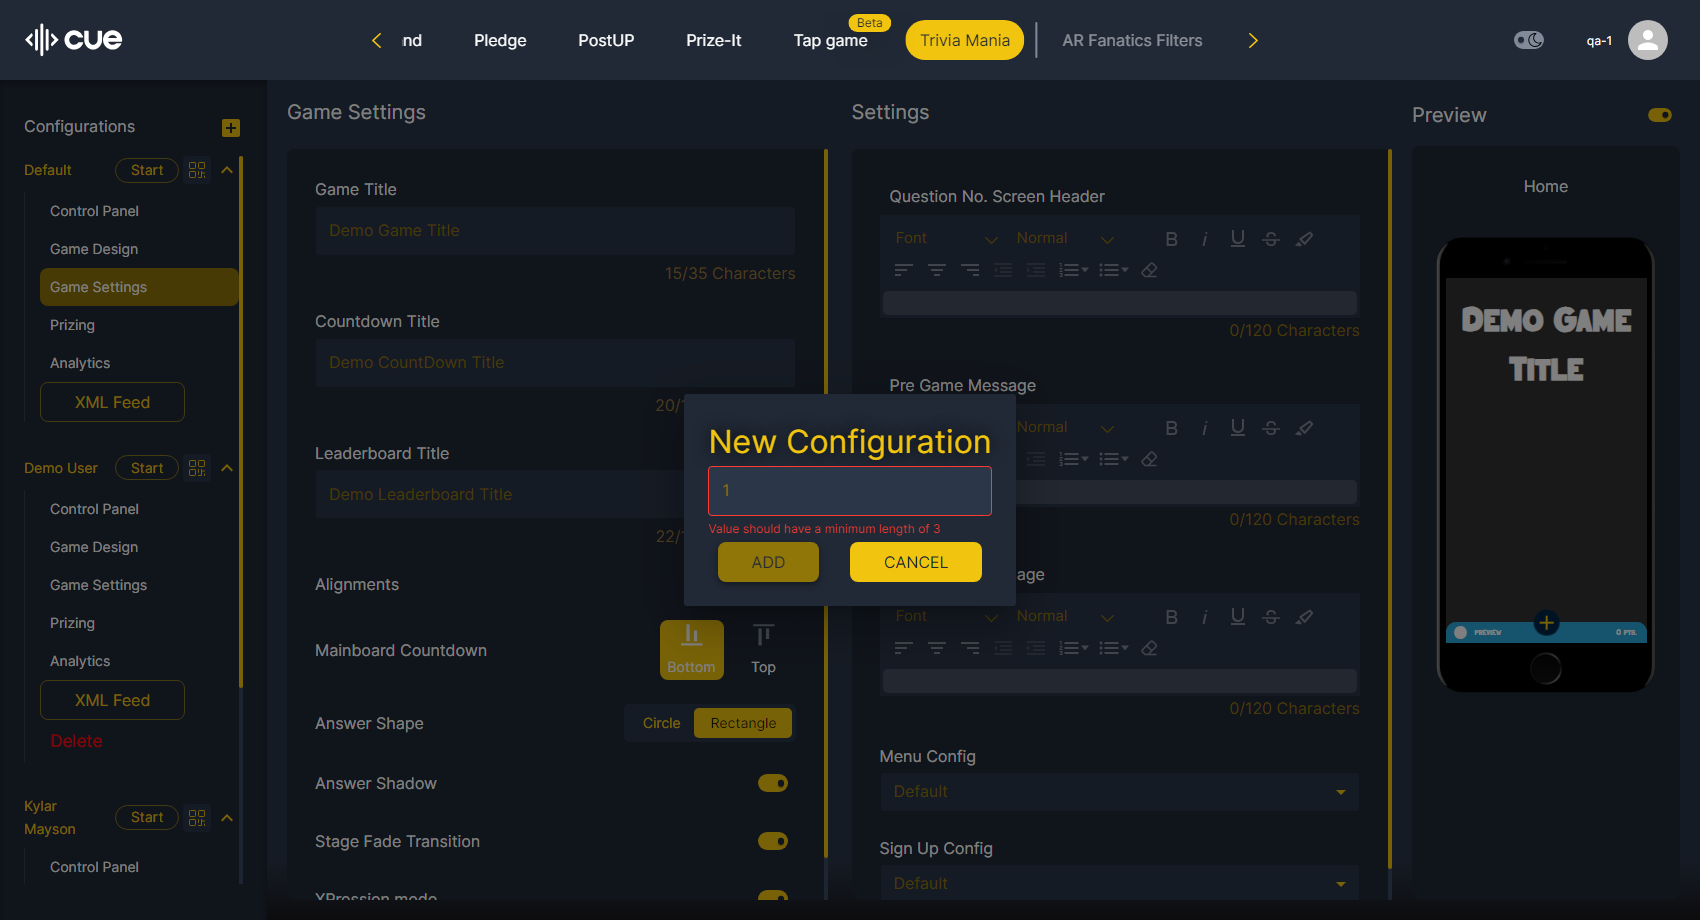 cue
nd
Pledge
PostUP
Prize-It
Tap game
Beta
Trivia Mania
AR Fanatics Filters
qa-1
Configurations
Default
Start
Control Panel
Game Design
Game Settings
Prizing
Analytics
XML Feed
Demo User
Start
Control Panel
Game Design
Game Settings
Prizing
Analytics
XML Feed
Delete
Kylar
Mayson
Start
Control Panel
Game Settings
Game Title
Demo Game Title
15/35 Characters
Countdown Title
Demo CountDown Title
20/
Leaderboard Title
Demo Leaderboard Title
22/
Alignments
Mainboard Countdown
Bottom
Top
Answer Shape
Circle
Rectangle
Answer Shadow
Stage Fade Transition
XPression mode
New Configuration
1
Value should have a minimum length of 3
ADD
CANCEL
Settings
Question No. Screen Header
Font
Normal
B i U S
0/120 Characters
Pre Game Message
Normal
B i U S
0/120 Characters
age
Font
Normal
B i U S
0/120 Characters
Menu Config
Default
Sign Up Config
Default
Preview
Home
Demo Game
Title
PREVIEW
0 PTS.